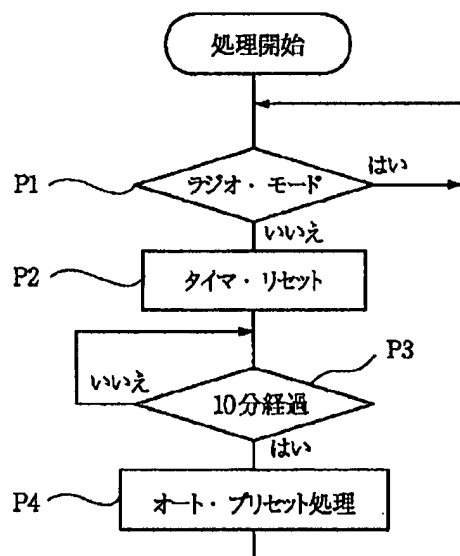 処理開始
P1
ラジオ・モード
はい
いいえ
P2
タイマ・リセット
P3
いいえ
10分経過
はい
P4
オート・プリセット処理